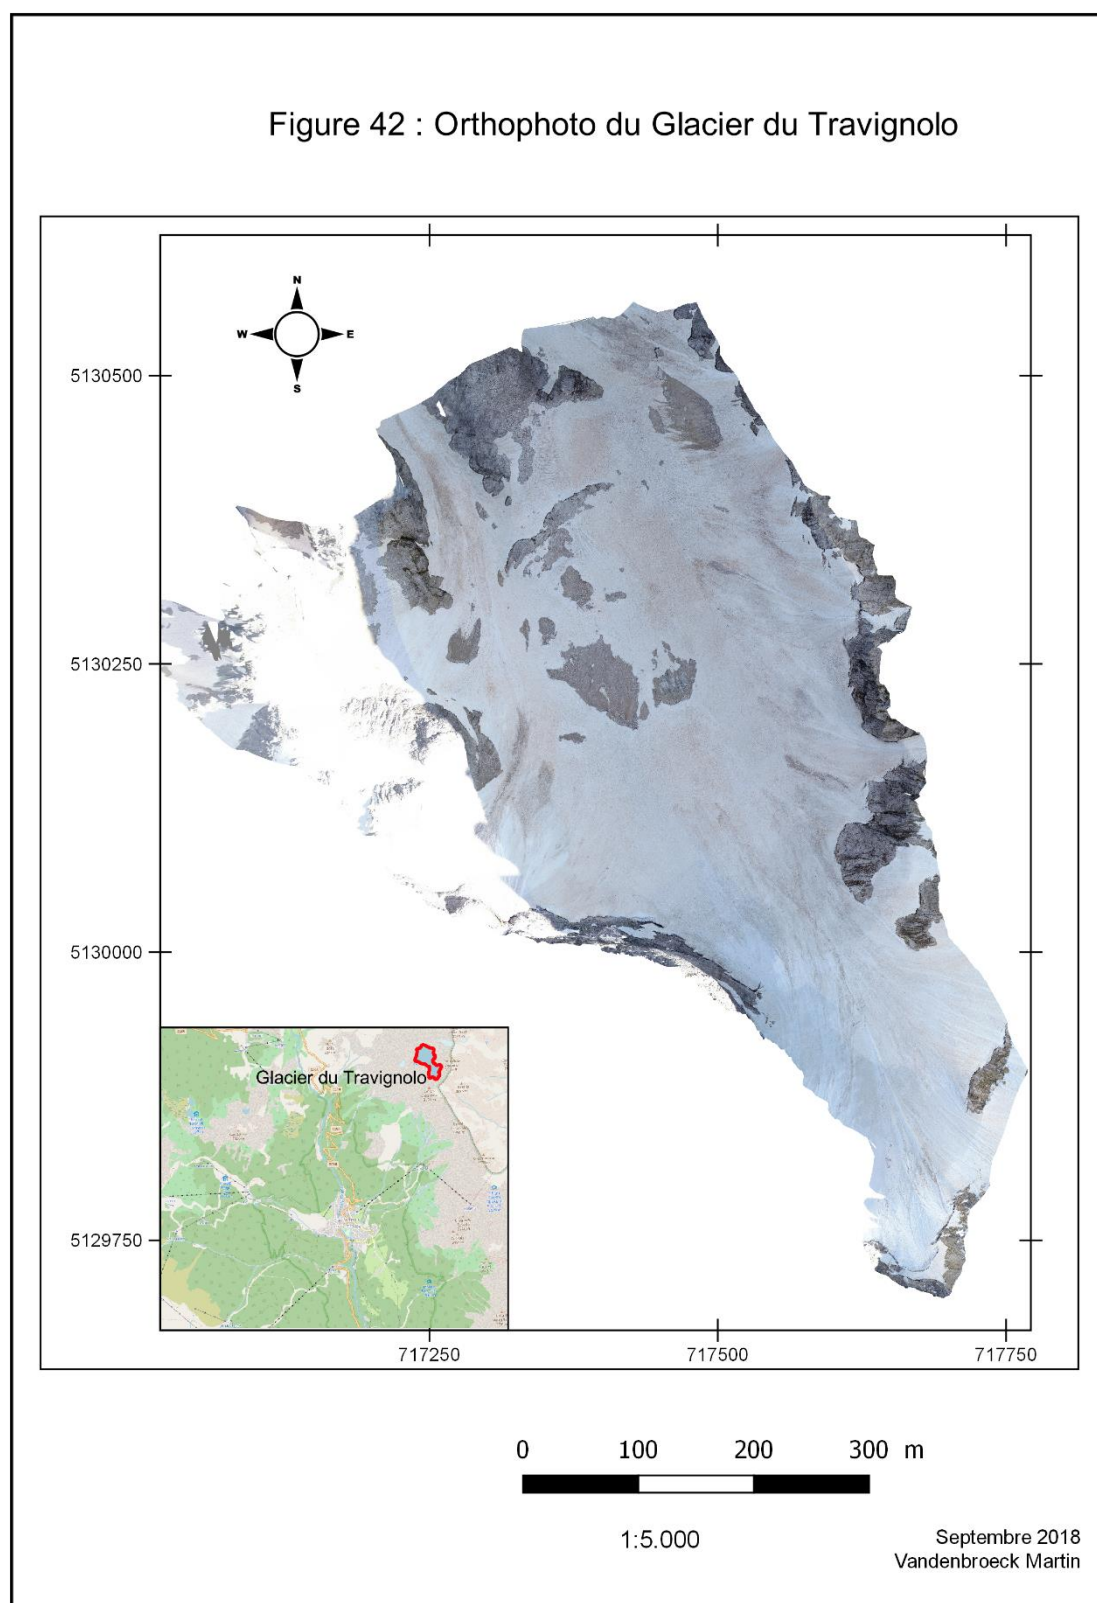 Figure 42 : Orthophoto du Glacier du Travignolo
N
W E
S
5130500
5130250
5130000
5129750
Glacier du Travignolo
717250 717500 717750
0 100 200 300 m
1:5.000
Septembre 2018
Vandenbroeck Martin